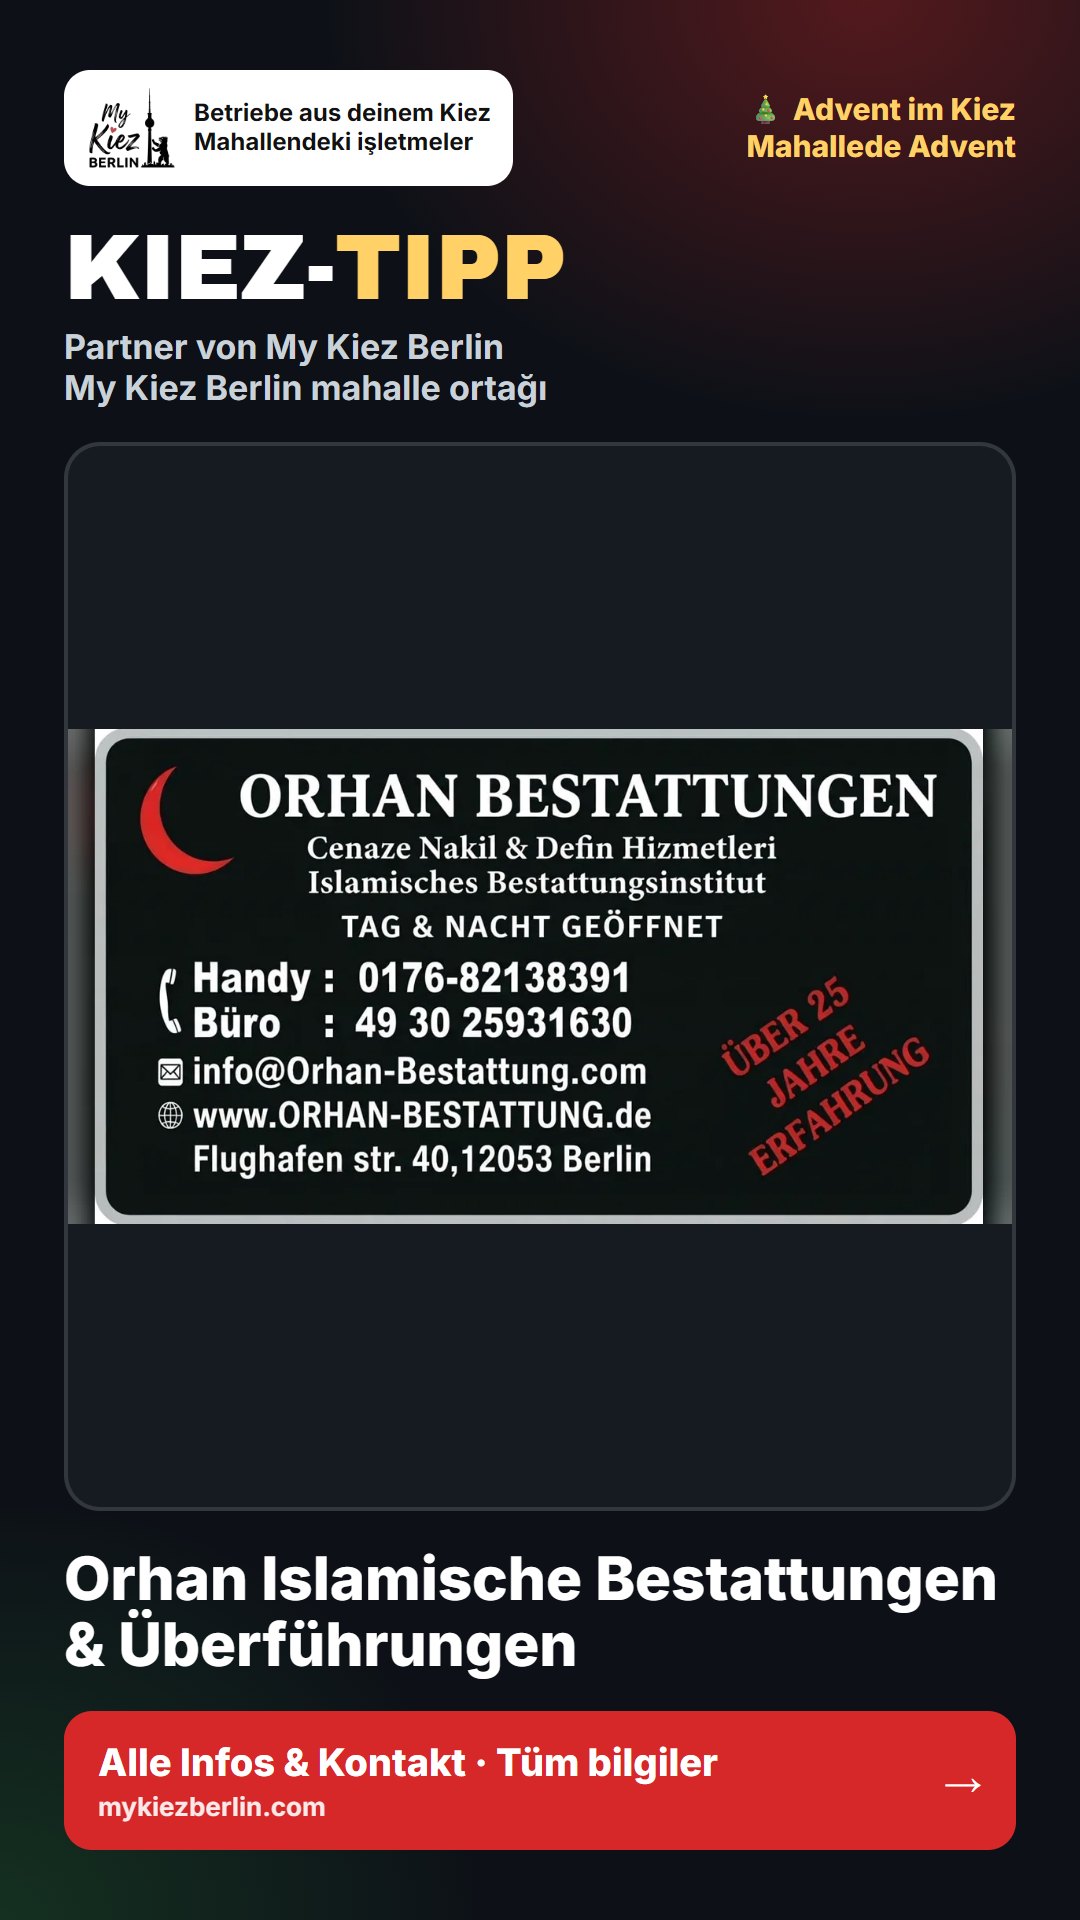 My
Kiez
BERLIN
Betriebe aus deinem Kiez
Mahallendeki işletmeler
🎄 Advent im Kiez
Mahallede Advent
KIEZ-TIPP
Partner von My Kiez Berlin
My Kiez Berlin mahalle ortağı
ORHAN BESTATTUNGEN
Cenaze Nakil & Defin Hizmetleri
Islamisches Bestattungsinstitut
TAG & NACHT GEÖFFNET
Handy : 0176-82138391
Büro : 49 30 25931630
info@Orhan-Bestattung.com
www.ORHAN-BESTATTUNG.de
Flughafen str. 40,12053 Berlin
ÜBER 25
JAHRE
ERFAHRUNG
Orhan Islamische Bestattungen
& Überführungen
Alle Infos & Kontakt · Tüm bilgiler →
mykiezberlin.com